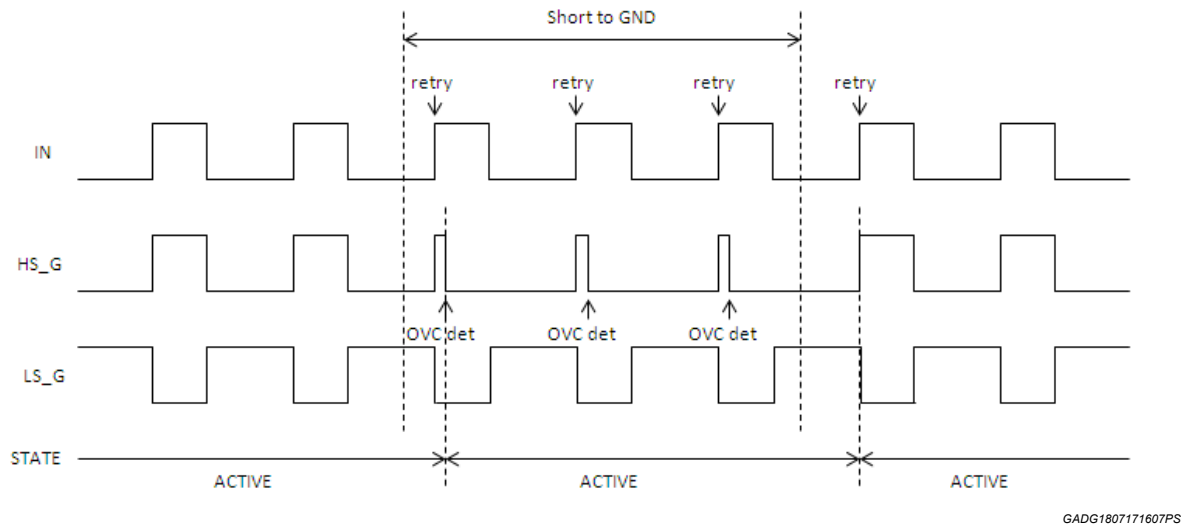 Short to GND
retry retry retry retry
IN
HS_G
OVC det OVC det OVC det
LS_G
STATE
ACTIVE ACTIVE ACTIVE
GADG1807171607PS